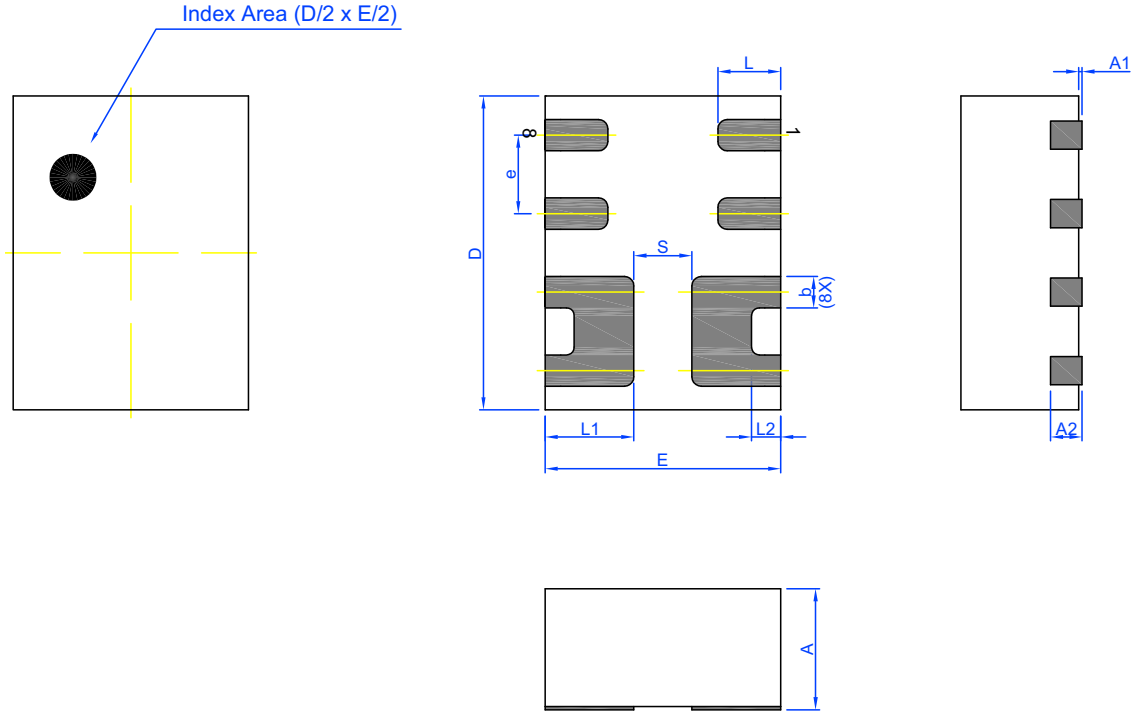 Index Area (D/2 x E/2)
L
A1
8
1
e
D
S
b
(8X)
L1
L2
A2
E
A